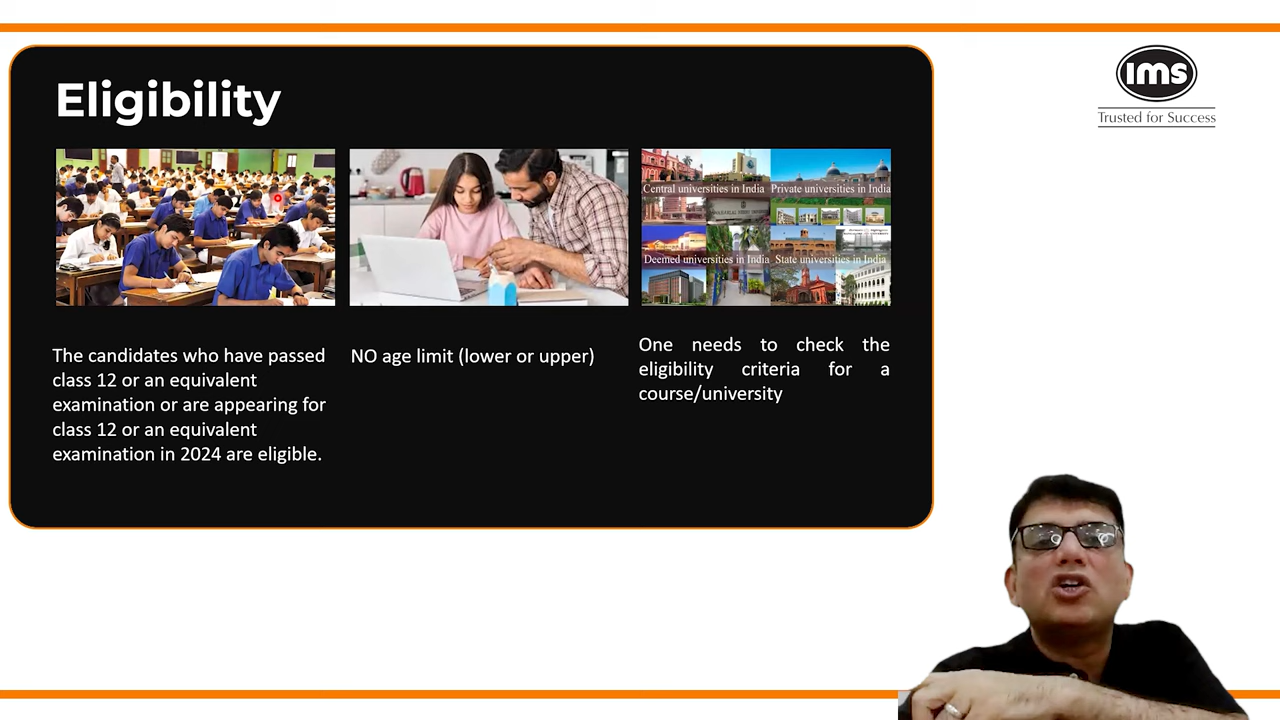 Eligibility
ims
Trusted for Success
Central universities in India
Private universities in India
Deemed universities in India
State universities in India
The candidates who have passed
class 12 or an equivalent
examination or are appearing for
class 12 or an equivalent
examination in 2024 are eligible.
NO age limit (lower or upper)
One needs to check the
eligibility criteria for a
course/university